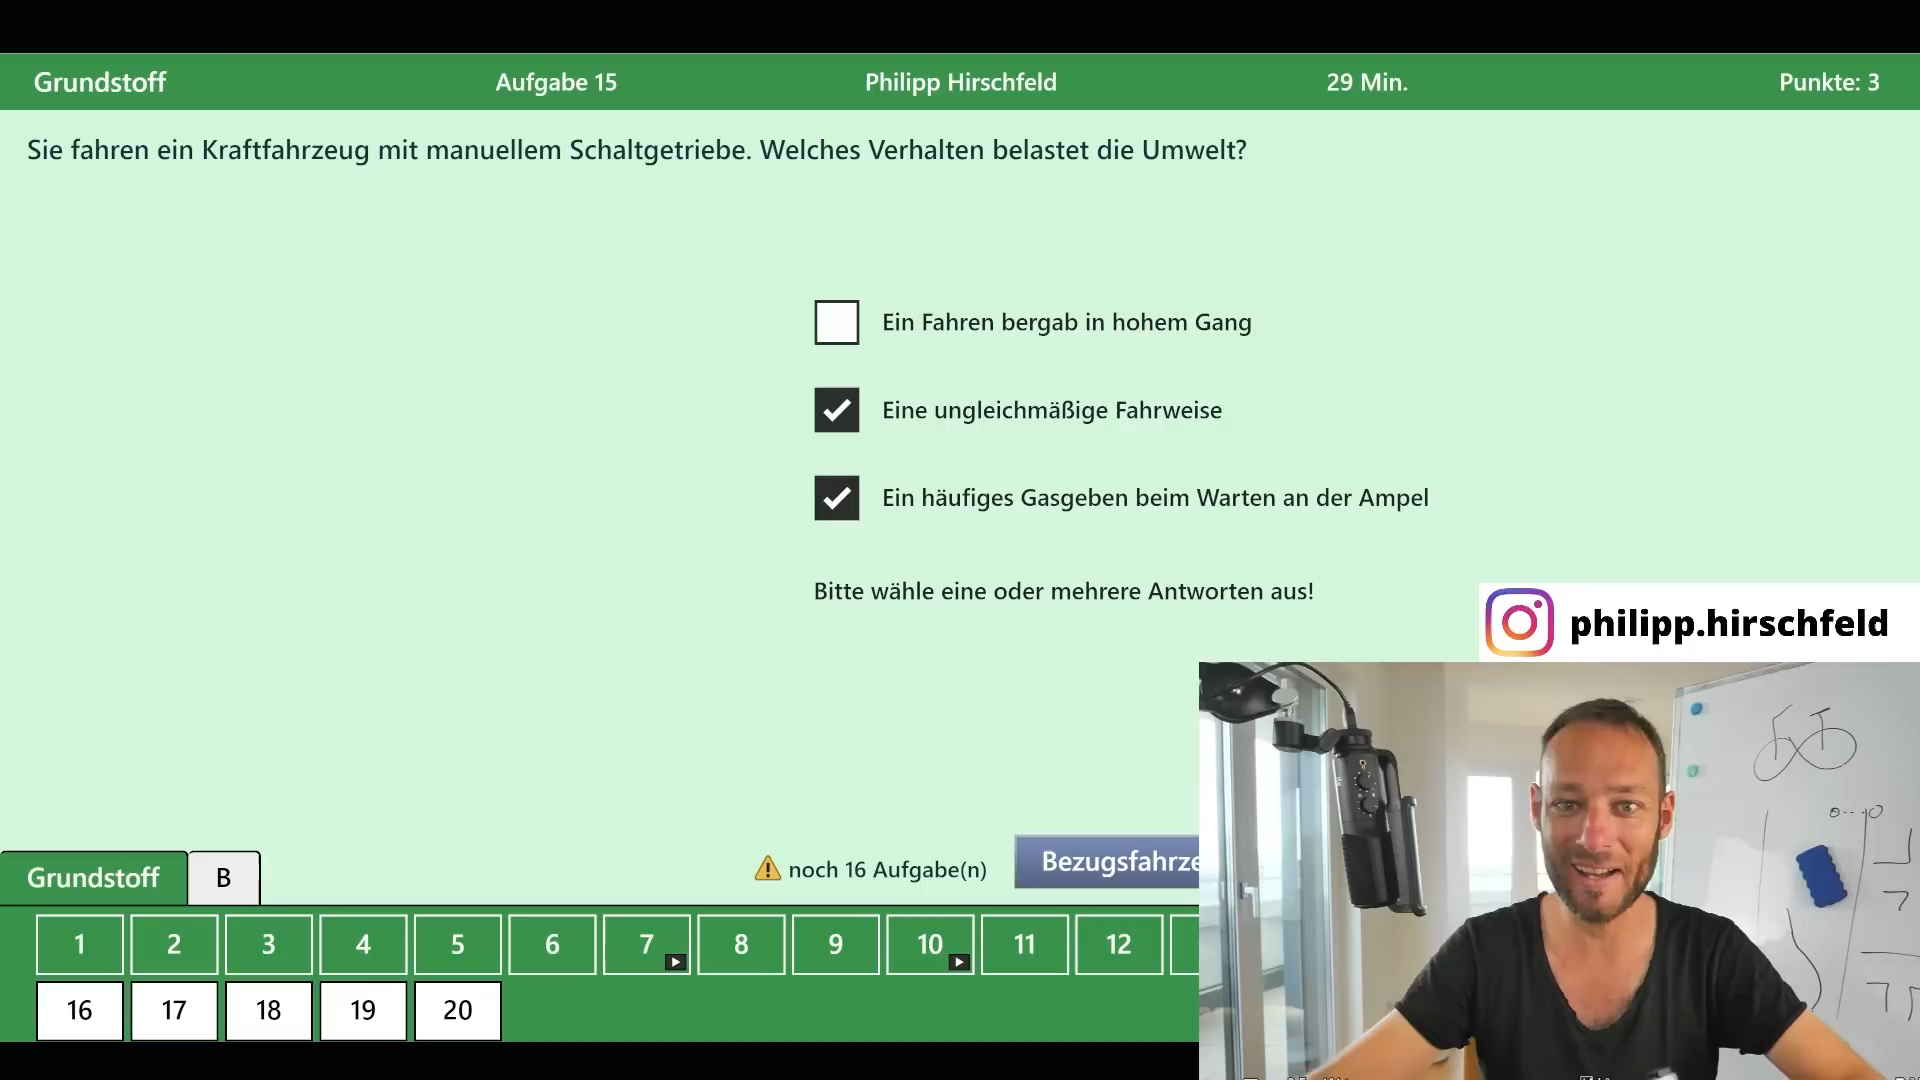 Grundstoff Aufgabe 15 Philipp Hirschfeld 29 Min. Punkte: 3
Sie fahren ein Kraftfahrzeug mit manuellem Schaltgetriebe. Welches Verhalten belastet die Umwelt?
Ein Fahren bergab in hohem Gang
Eine ungleichmäßige Fahrweise
Ein häufiges Gasgeben beim Warten an der Ampel
Bitte wähle eine oder mehrere Antworten aus!
philipp.hirschfeld
Grundstoff B noch 16 Aufgabe(n) Bezugsfahrze
1 2 3 4 5 6 7 8 9 10 11 12
16 17 18 19 20